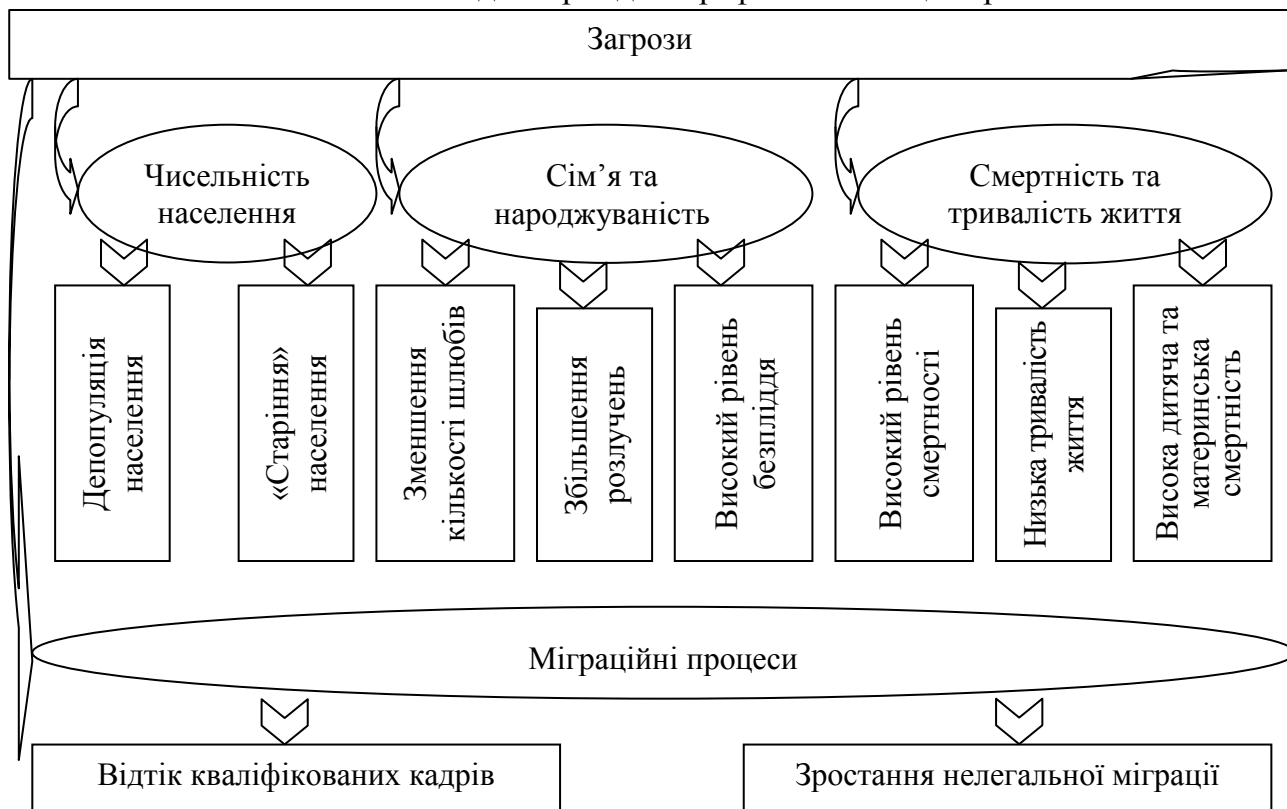 Загрози
Чисельність
населення
Сім’я та
народжуваність
Смертність та
тривалість життя
Депопуляція
населення
«Старіння»
населення
Зменшення
кількості шлюбів
Збільшення
розлучень
Високий рівень
безпліддя
Високий рівень
смертності
Низька тривалість
життя
Висока дитяча та
материнська
смертність
Міграційні процеси
Відтік кваліфікованих кадрів
Зростання нелегальної міграції